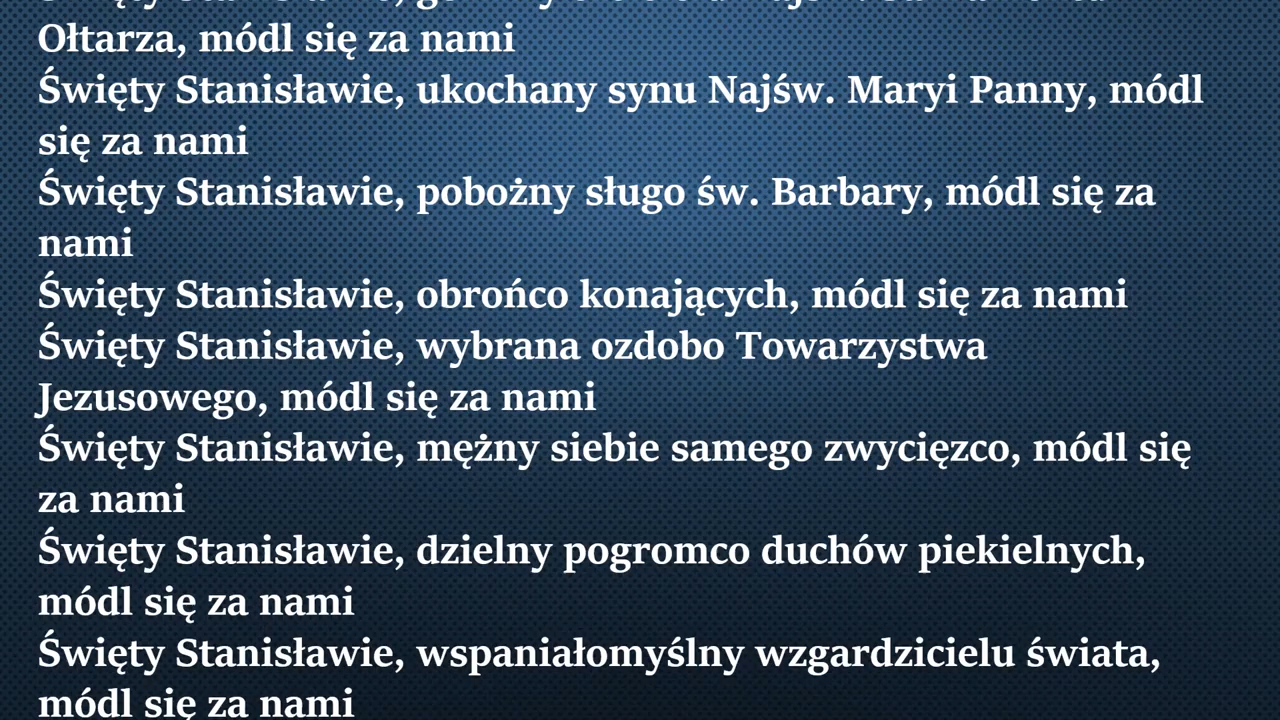 Ołtarza, módl się za nami
Święty Stanisławie, ukochany synu Najśw. Maryi Panny, módl
się za nami
Święty Stanisławie, pobożny sługo św. Barbary, módl się za
nami
Święty Stanisławie, obrońco konających, módl się za nami
Święty Stanisławie, wybrana ozdobo Towarzystwa
Jezusowego, módl się za nami
Święty Stanisławie, mężny siebie samego zwycięzco, módl się
za nami
Święty Stanisławie, dzielny pogromco duchów piekielnych,
módl się za nami
Święty Stanisławie, wspaniałomyślny wzgardzicielu świata,
módl się za nami